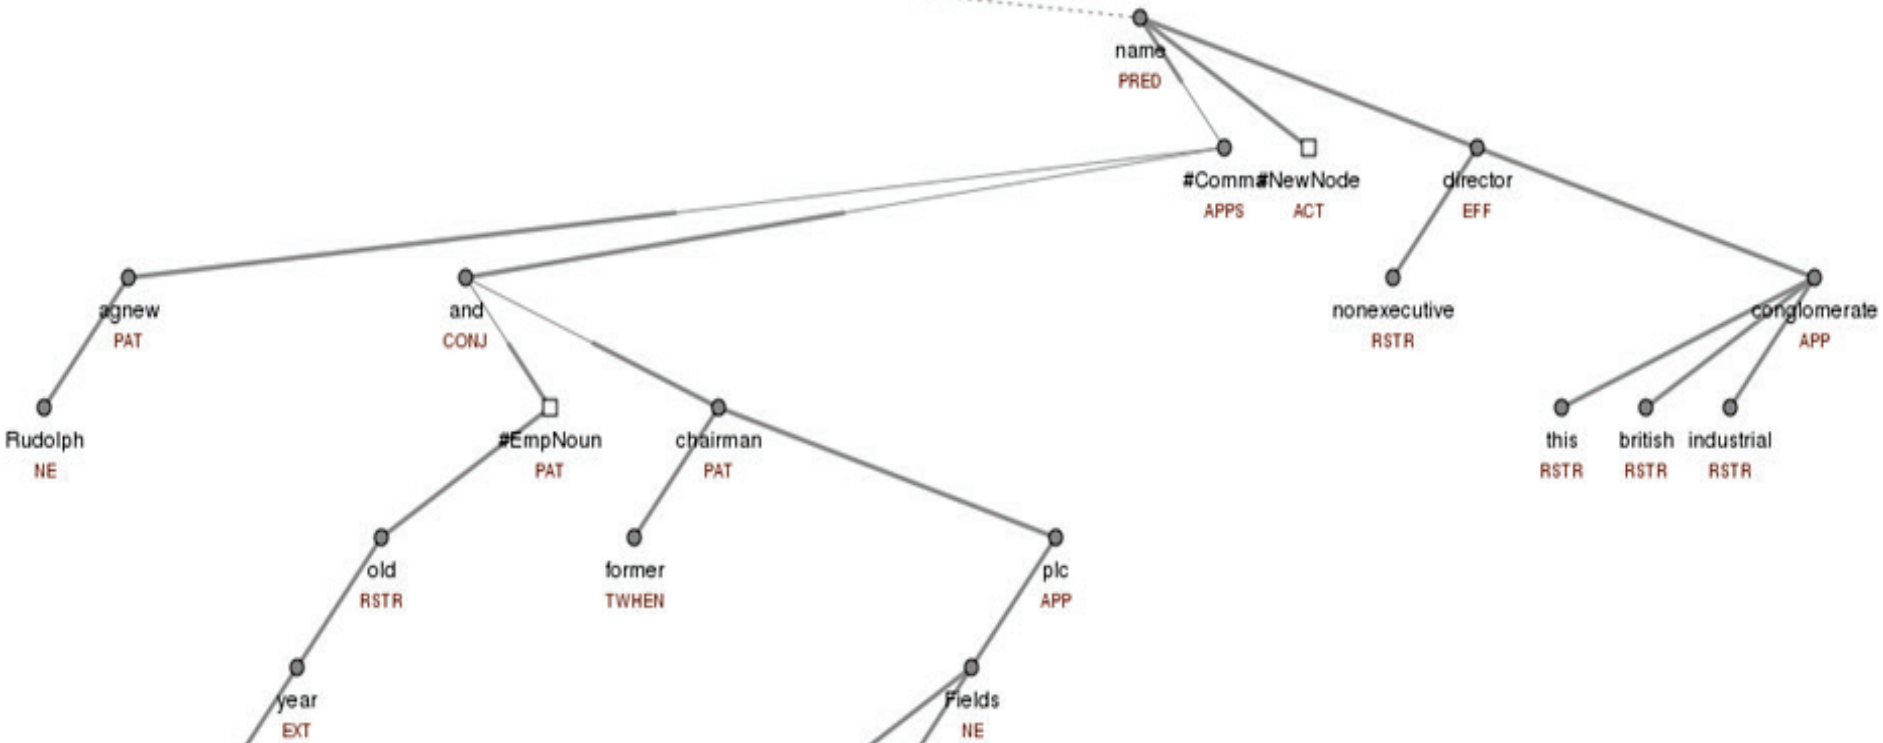 name
PRED
#Comma #NewNode director
APPS ACT EFF
agnew and nonexecutive conglomerate
PAT CONJ RSTR APP
Rudolph #EmpNoun chairman this british industrial
NE PAT PAT RSTR RSTR RSTR
old former plc
RSTR TWHEN APP
year Fields
EXT NE